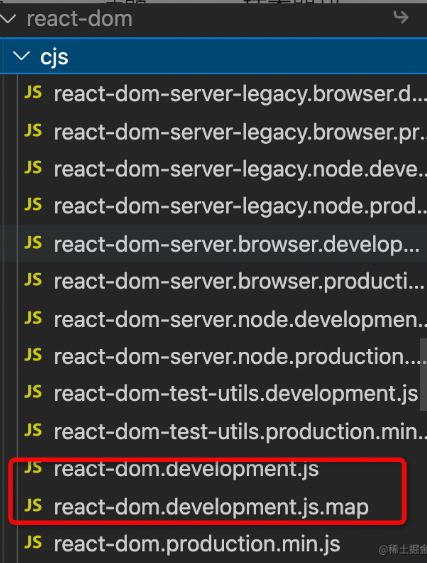 react-dom
cjs
JS react-dom-server-legacy.browser.d...
JS react-dom-server-legacy.browser.pr...
JS react-dom-server-legacy.node.deve...
JS react-dom-server-legacy.node.prod...
JS react-dom-server.browser.develop...
JS react-dom-server.browser.producti...
JS react-dom-server.node.developmen...
JS react-dom-server.node.production....
JS react-dom-test-utils.development.js
JS react-dom-test-utils.production.min...
JS react-dom.development.js
JS react-dom.development.js.map
JS react-dom.production.min.js
@稀土掘金